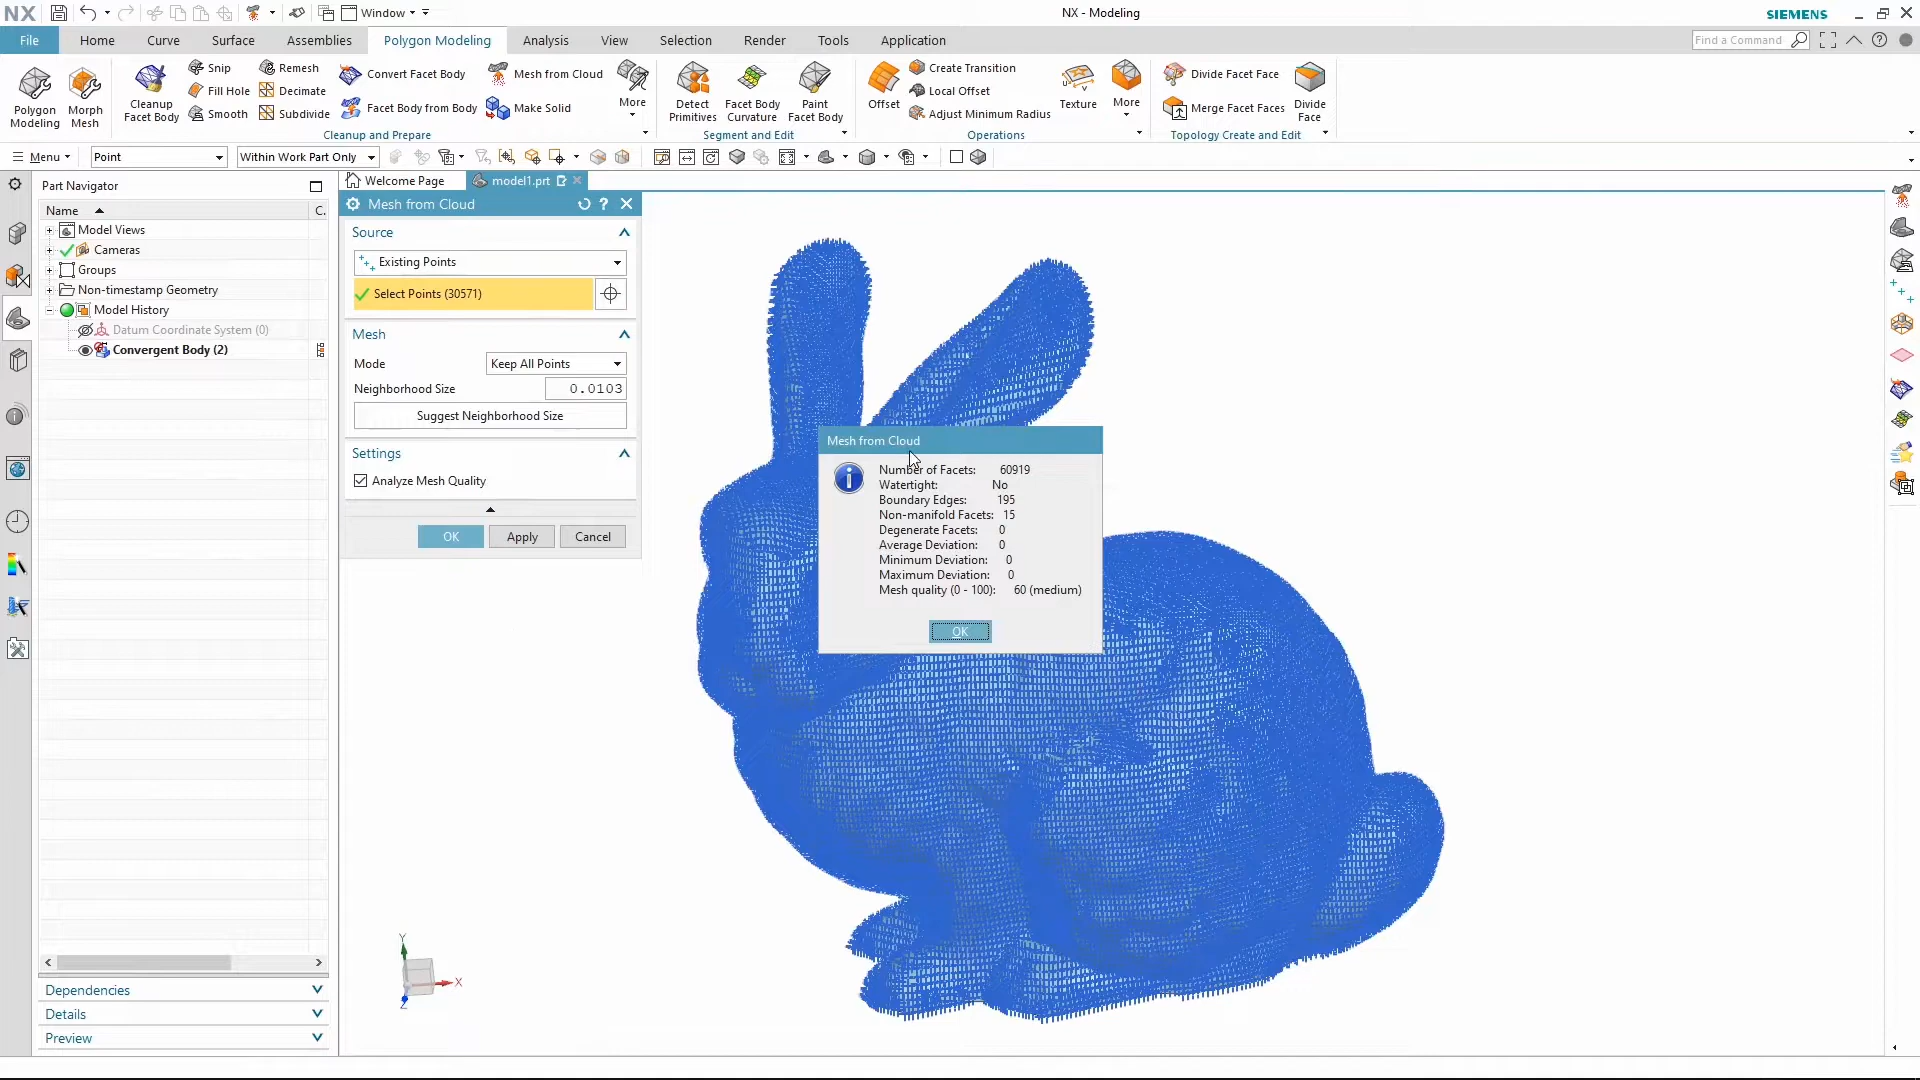 NX
Window
NX - Modeling
SIEMENS
File
Home
Curve
Surface
Assemblies
Polygon Modeling
Analysis
View
Selection
Render
Tools
Application
Find a Command
Polygon Modeling
Morph Mesh
Cleanup Facet Body
Snip
Fill Hole
Smooth
Remesh
Decimate
Subdivide
Convert Facet Body
Facet Body from Body
Mesh from Cloud
Make Solid
More
Cleanup and Prepare
Detect Primitives
Facet Body Curvature
Paint Facet Body
Segment and Edit
Offset
Create Transition
Local Offset
Adjust Minimum Radius
Texture
More
Operations
Divide Facet Face
Merge Facet Faces
Divide Face
Topology Create and Edit
Menu
Point
Within Work Part Only
Part Navigator
Name
C.
Model Views
Cameras
Groups
Non-timestamp Geometry
Model History
Datum Coordinate System (0)
Convergent Body (2)
Dependencies
Details
Preview
Welcome Page
model1.prt
Mesh from Cloud
Source
Existing Points
Select Points (30571)
Mesh
Mode
Keep All Points
Neighborhood Size
0.0103
Suggest Neighborhood Size
Settings
Analyze Mesh Quality
OK
Apply
Cancel
Mesh from Cloud
Number of Facets: 60919
Watertight: No
Boundary Edges: 195
Non-manifold Facets: 15
Degenerate Facets: 0
Average Deviation: 0
Minimum Deviation: 0
Maximum Deviation: 0
Mesh quality (0 - 100): 60 (medium)
OK
Y
X
Z